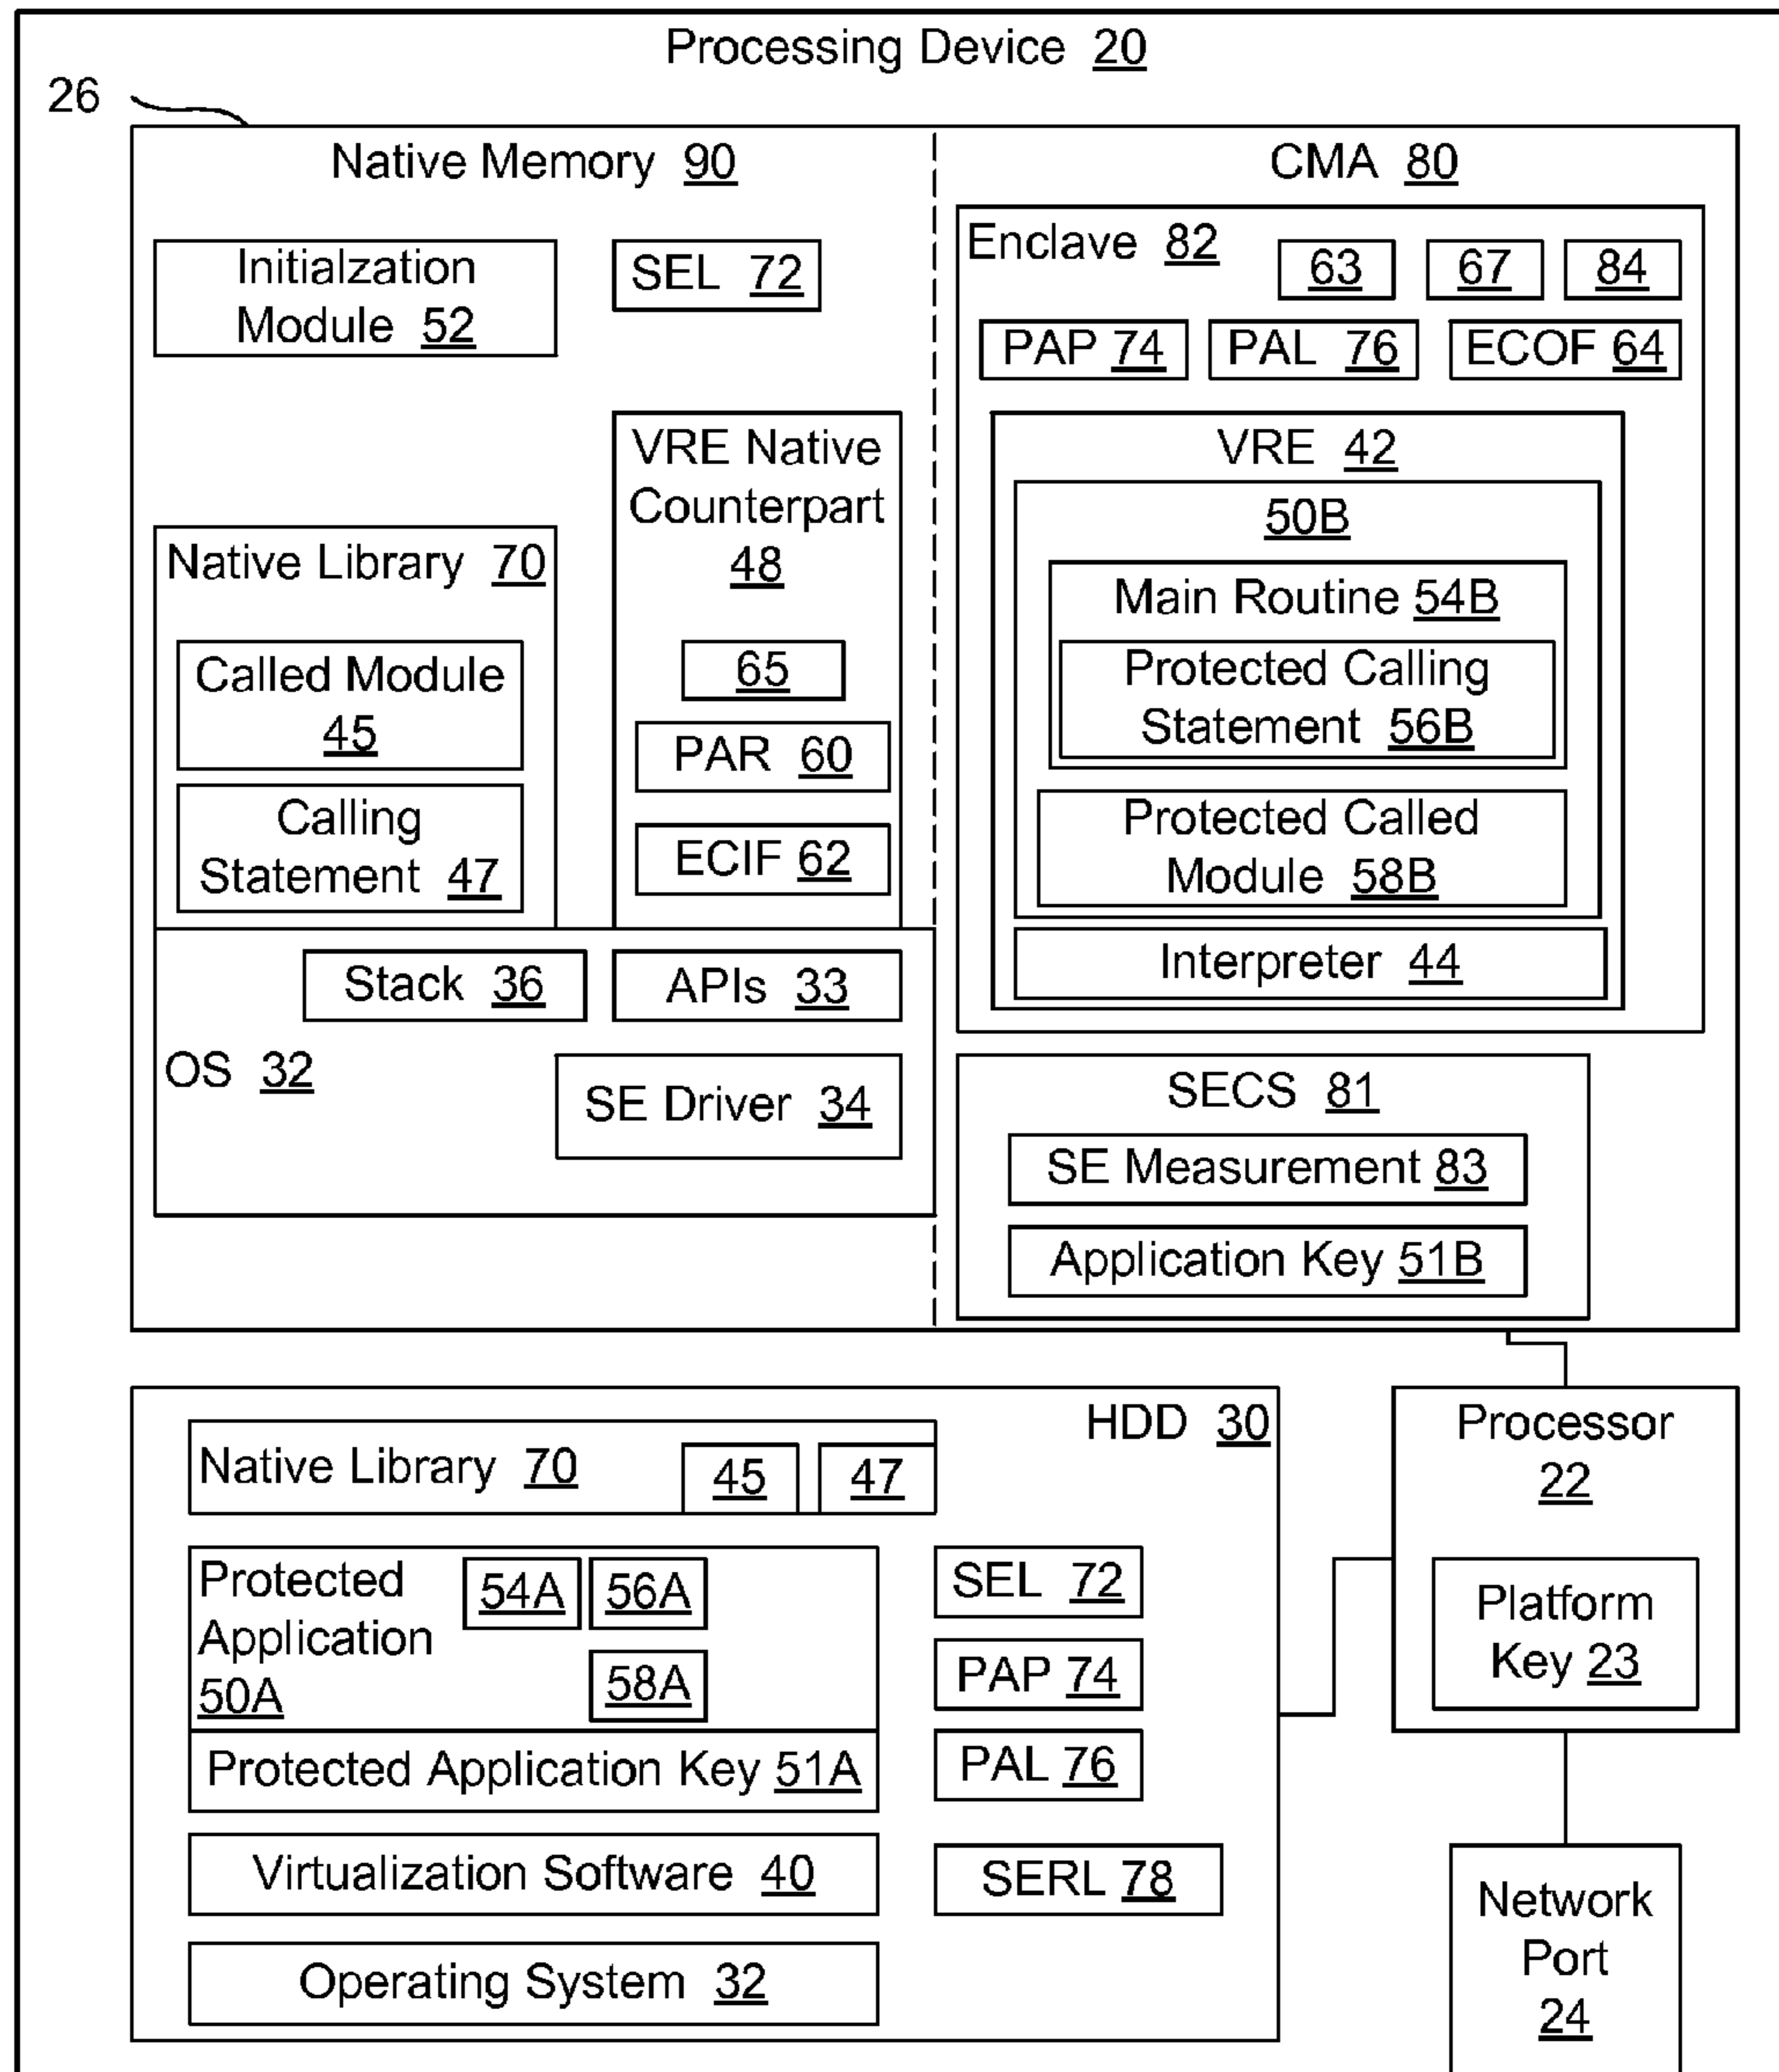 Processing Device 20
26
Native Memory 90
Initialzation
Module 52
SEL 72
VRE Native
Counterpart
48
65
PAR 60
ECIF 62
Native Library 70
Called Module
45
Calling
Statement 47
Stack 36
APIs 33
OS 32
SE Driver 34
CMA 80
Enclave 82
63
67
84
PAP 74
PAL 76
ECOF 64
VRE 42
50B
Main Routine 54B
Protected Calling
Statement 56B
Protected Called
Module 58B
Interpreter 44
SECS 81
SE Measurement 83
Application Key 51B
HDD 30
Native Library 70
45
47
Protected
Application
50A
54A
56A
58A
Protected Application Key 51A
Virtualization Software 40
Operating System 32
SEL 72
PAP 74
PAL 76
SERL 78
Processor
22
Platform
Key 23
Network
Port
24